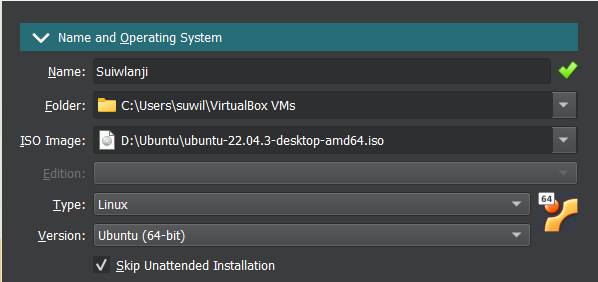 Name and Operating System
Name: Suiwlanji
Folder: C:\Users\suwil\VirtualBox VMs
ISO Image: D:\Ubuntu\ubuntu-22.04.3-desktop-amd64.iso
Edition:
Type: Linux
64
Version: Ubuntu (64-bit)
Skip Unattended Installation